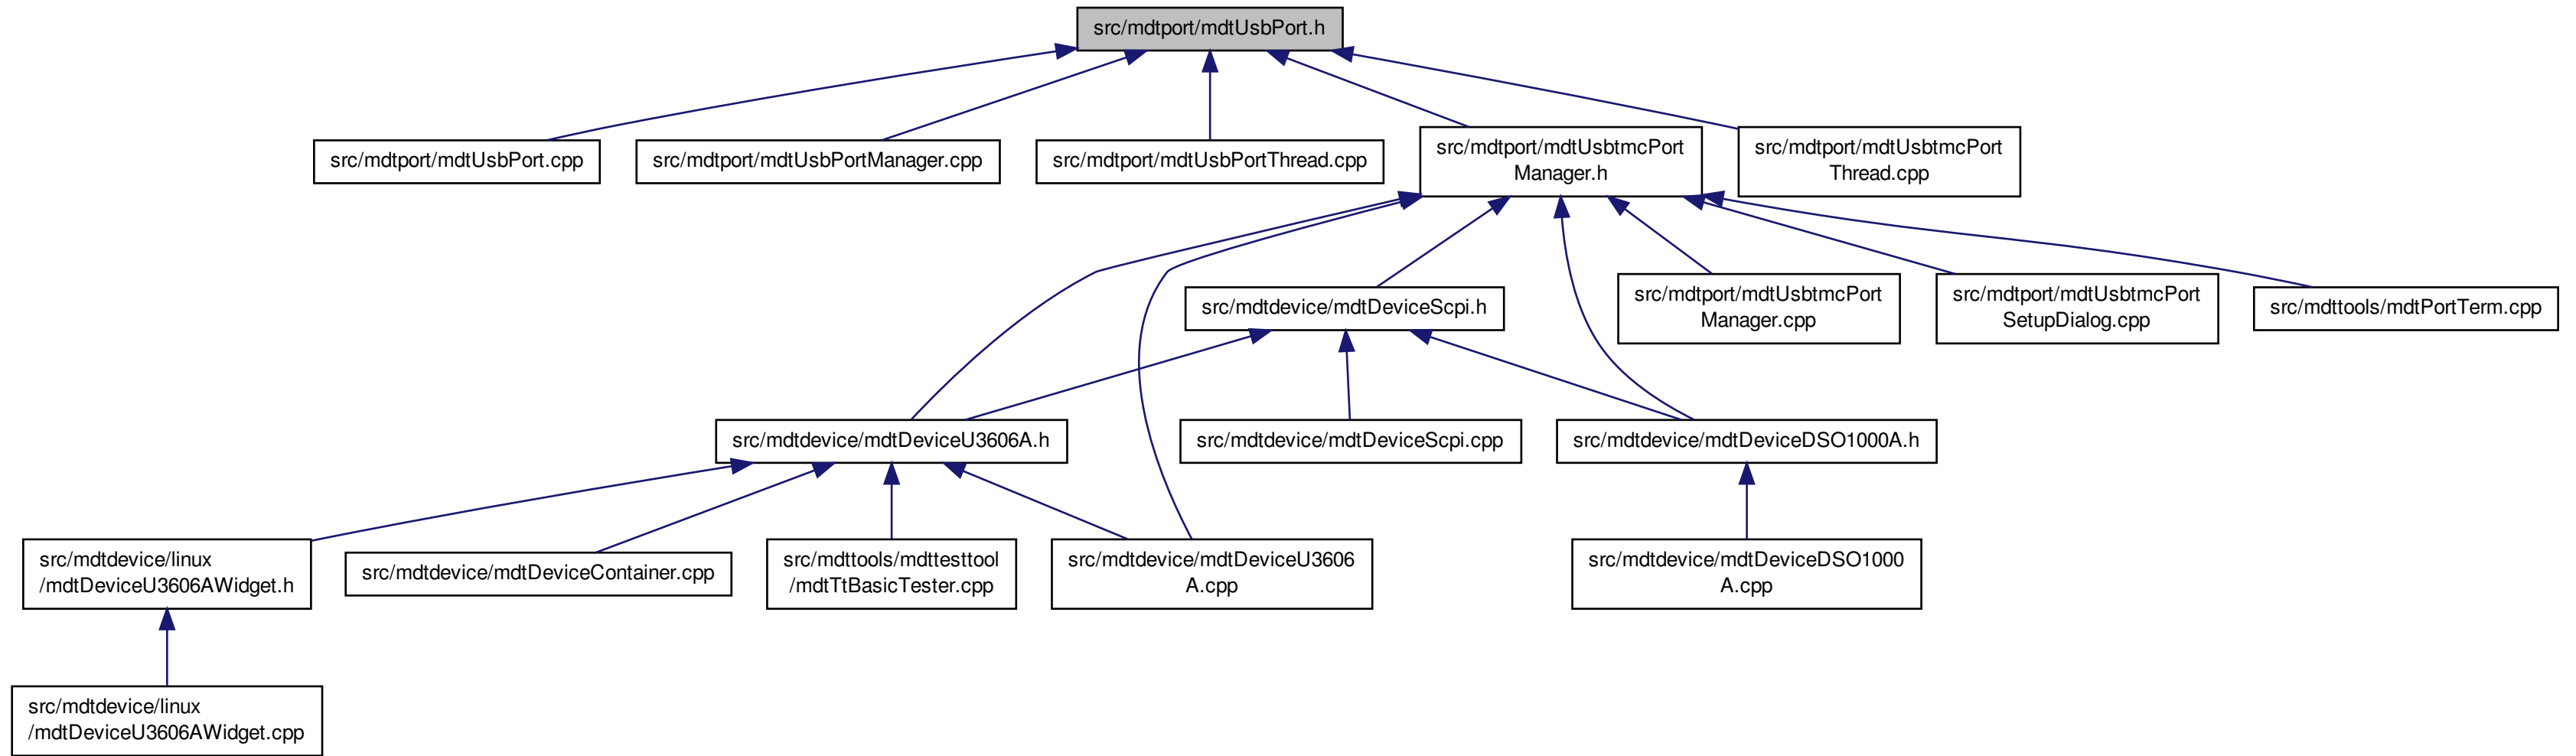 src/mdtport/mdtUsbPort.h
src/mdtport/mdtUsbPort.cpp
src/mdtport/mdtUsbPortManager.cpp
src/mdtport/mdtUsbPortThread.cpp
src/mdtport/mdtUsbtmcPort
Manager.h
src/mdtport/mdtUsbtmcPort
Thread.cpp
src/mdtdevice/mdtDeviceScpi.h
src/mdtport/mdtUsbtmcPort
Manager.cpp
src/mdtport/mdtUsbtmcPort
SetupDialog.cpp
src/mdttools/mdtPortTerm.cpp
src/mdtdevice/mdtDeviceU3606A.h
src/mdtdevice/mdtDeviceScpi.cpp
src/mdtdevice/mdtDeviceDSO1000A.h
src/mdtdevice/linux
/mdtDeviceU3606AWidget.h
src/mdtdevice/mdtDeviceContainer.cpp
src/mdttools/mdttesttool
/mdtTtBasicTester.cpp
src/mdtdevice/mdtDeviceU3606
A.cpp
src/mdtdevice/mdtDeviceDSO1000
A.cpp
src/mdtdevice/linux
/mdtDeviceU3606AWidget.cpp